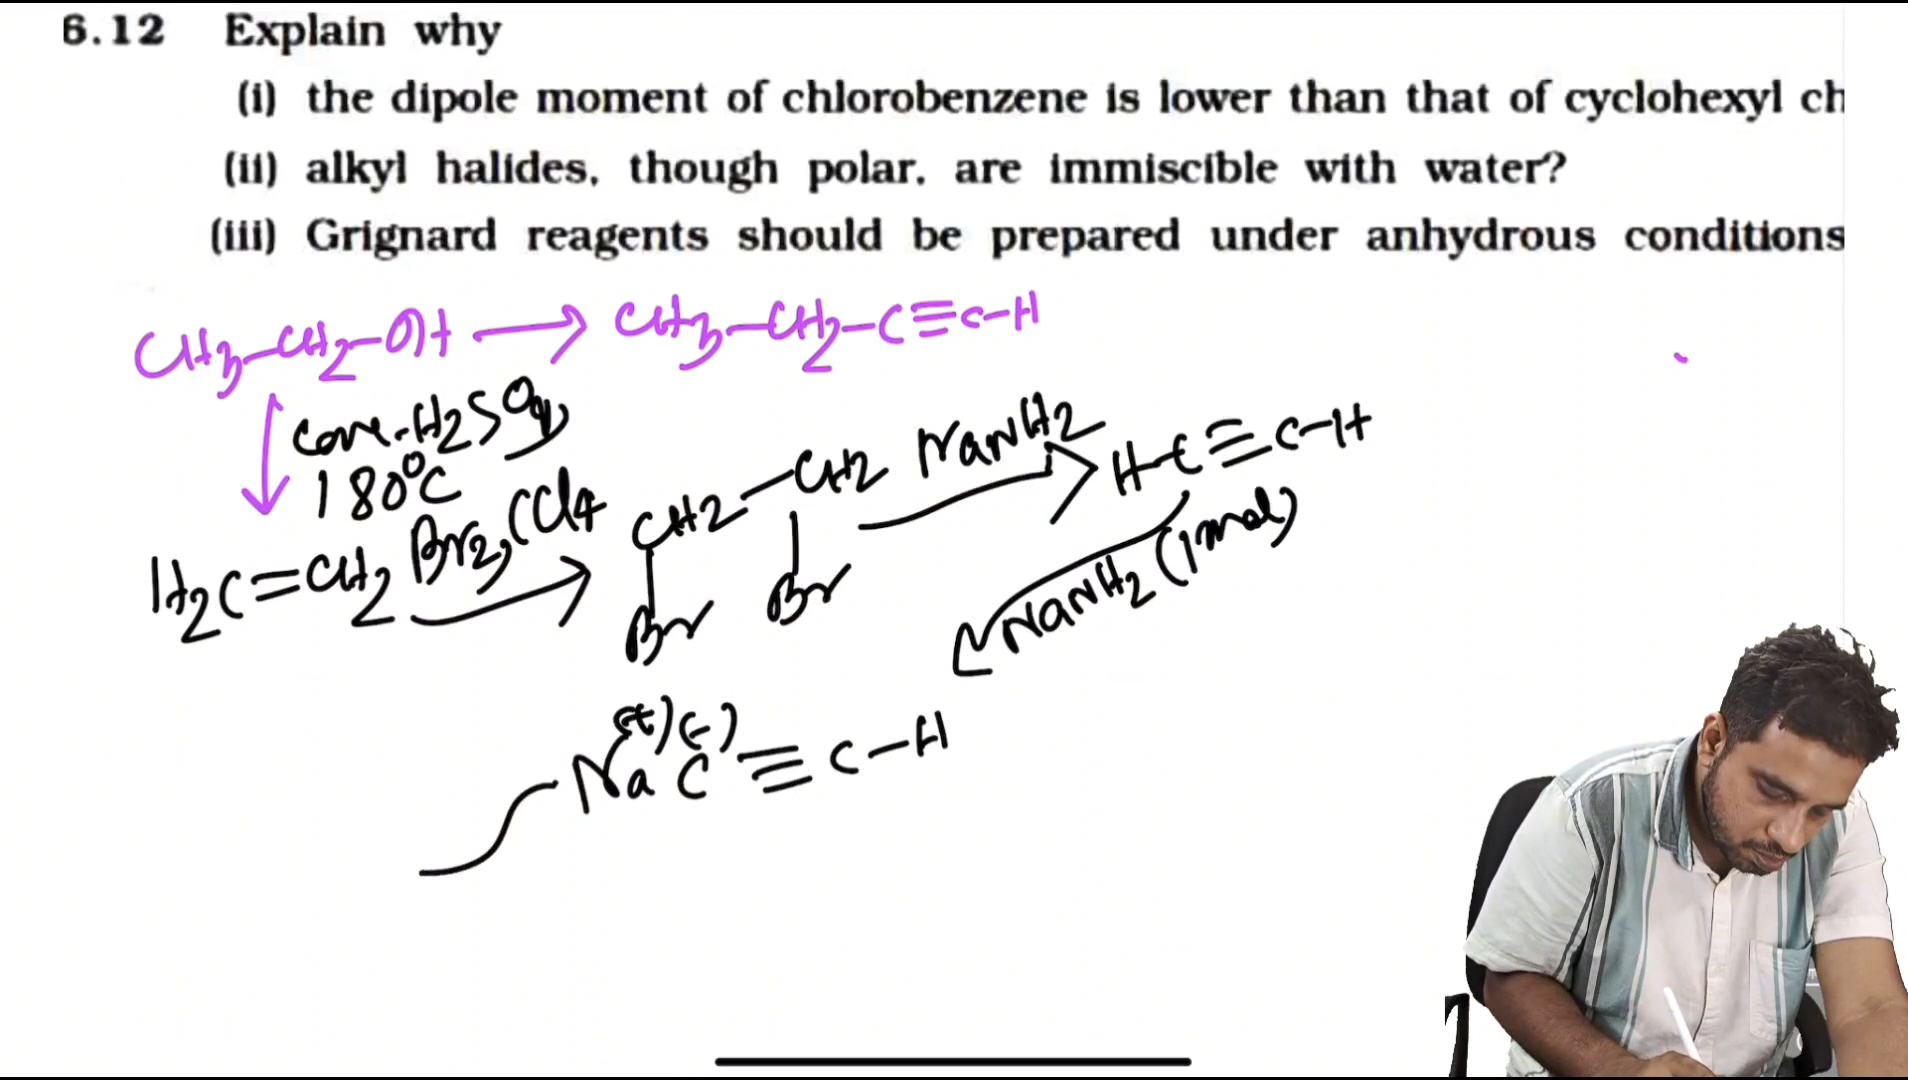 6.12 Explain why
(i) the dipole moment of chlorobenzene is lower than that of cyclohexyl ch
(ii) alkyl halides, though polar, are immiscible with water?
(iii) Grignard reagents should be prepared under anhydrous conditions
CH3-CH2-OH → CH3-CH2-C≡C-H
conc.H2SO4
180°C
H2C=CH2 Br2,CCl4 → CH2-CH2 NaNH2 → H-C≡C-H
Br Br
NaNH2 (1mol)
(+)(-)
Na C≡C-H